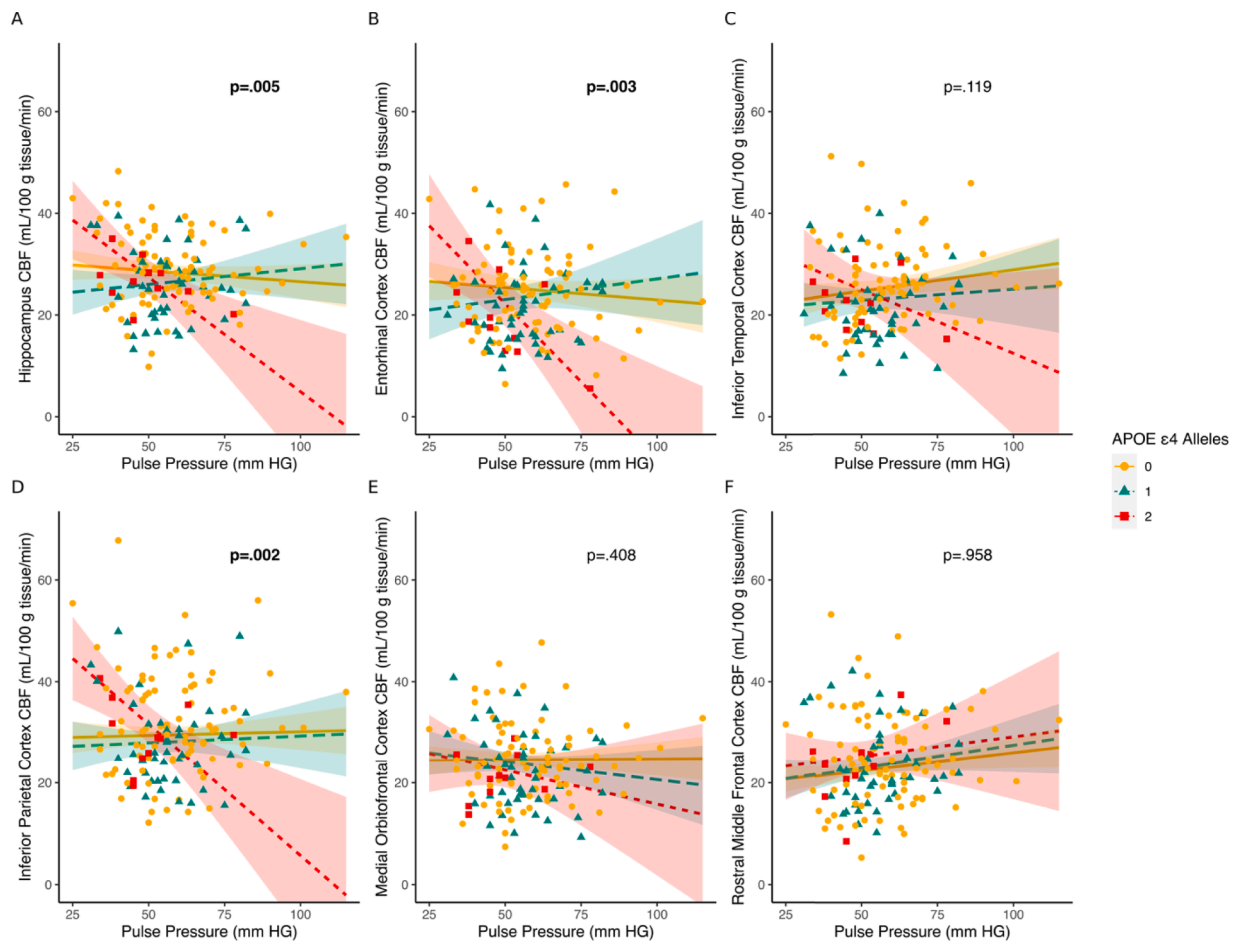 A
B
C
p=.005
p=.003
p=.119
Hippocampus CBF (mL/100 g tissue/min)
60
40
20
0
25
50
75
100
Pulse Pressure (mm HG)
Entorhinal Cortex CBF (mL/100 g tissue/min)
60
40
20
0
25
50
75
100
Pulse Pressure (mm HG)
Inferior Temporal Cortex CBF (mL/100 g tissue/min)
60
40
20
0
25
50
75
100
Pulse Pressure (mm HG)
APOE ε4 Alleles
0
1
2
D
E
F
p=.002
p=.408
p=.958
Inferior Parietal Cortex CBF (mL/100 g tissue/min)
60
40
20
0
25
50
75
100
Pulse Pressure (mm HG)
Medial Orbitofrontal Cortex CBF (mL/100 g tissue/min)
60
40
20
0
25
50
75
100
Pulse Pressure (mm HG)
Rostral Middle Frontal Cortex CBF (mL/100 g tissue/min)
60
40
20
0
25
50
75
100
Pulse Pressure (mm HG)